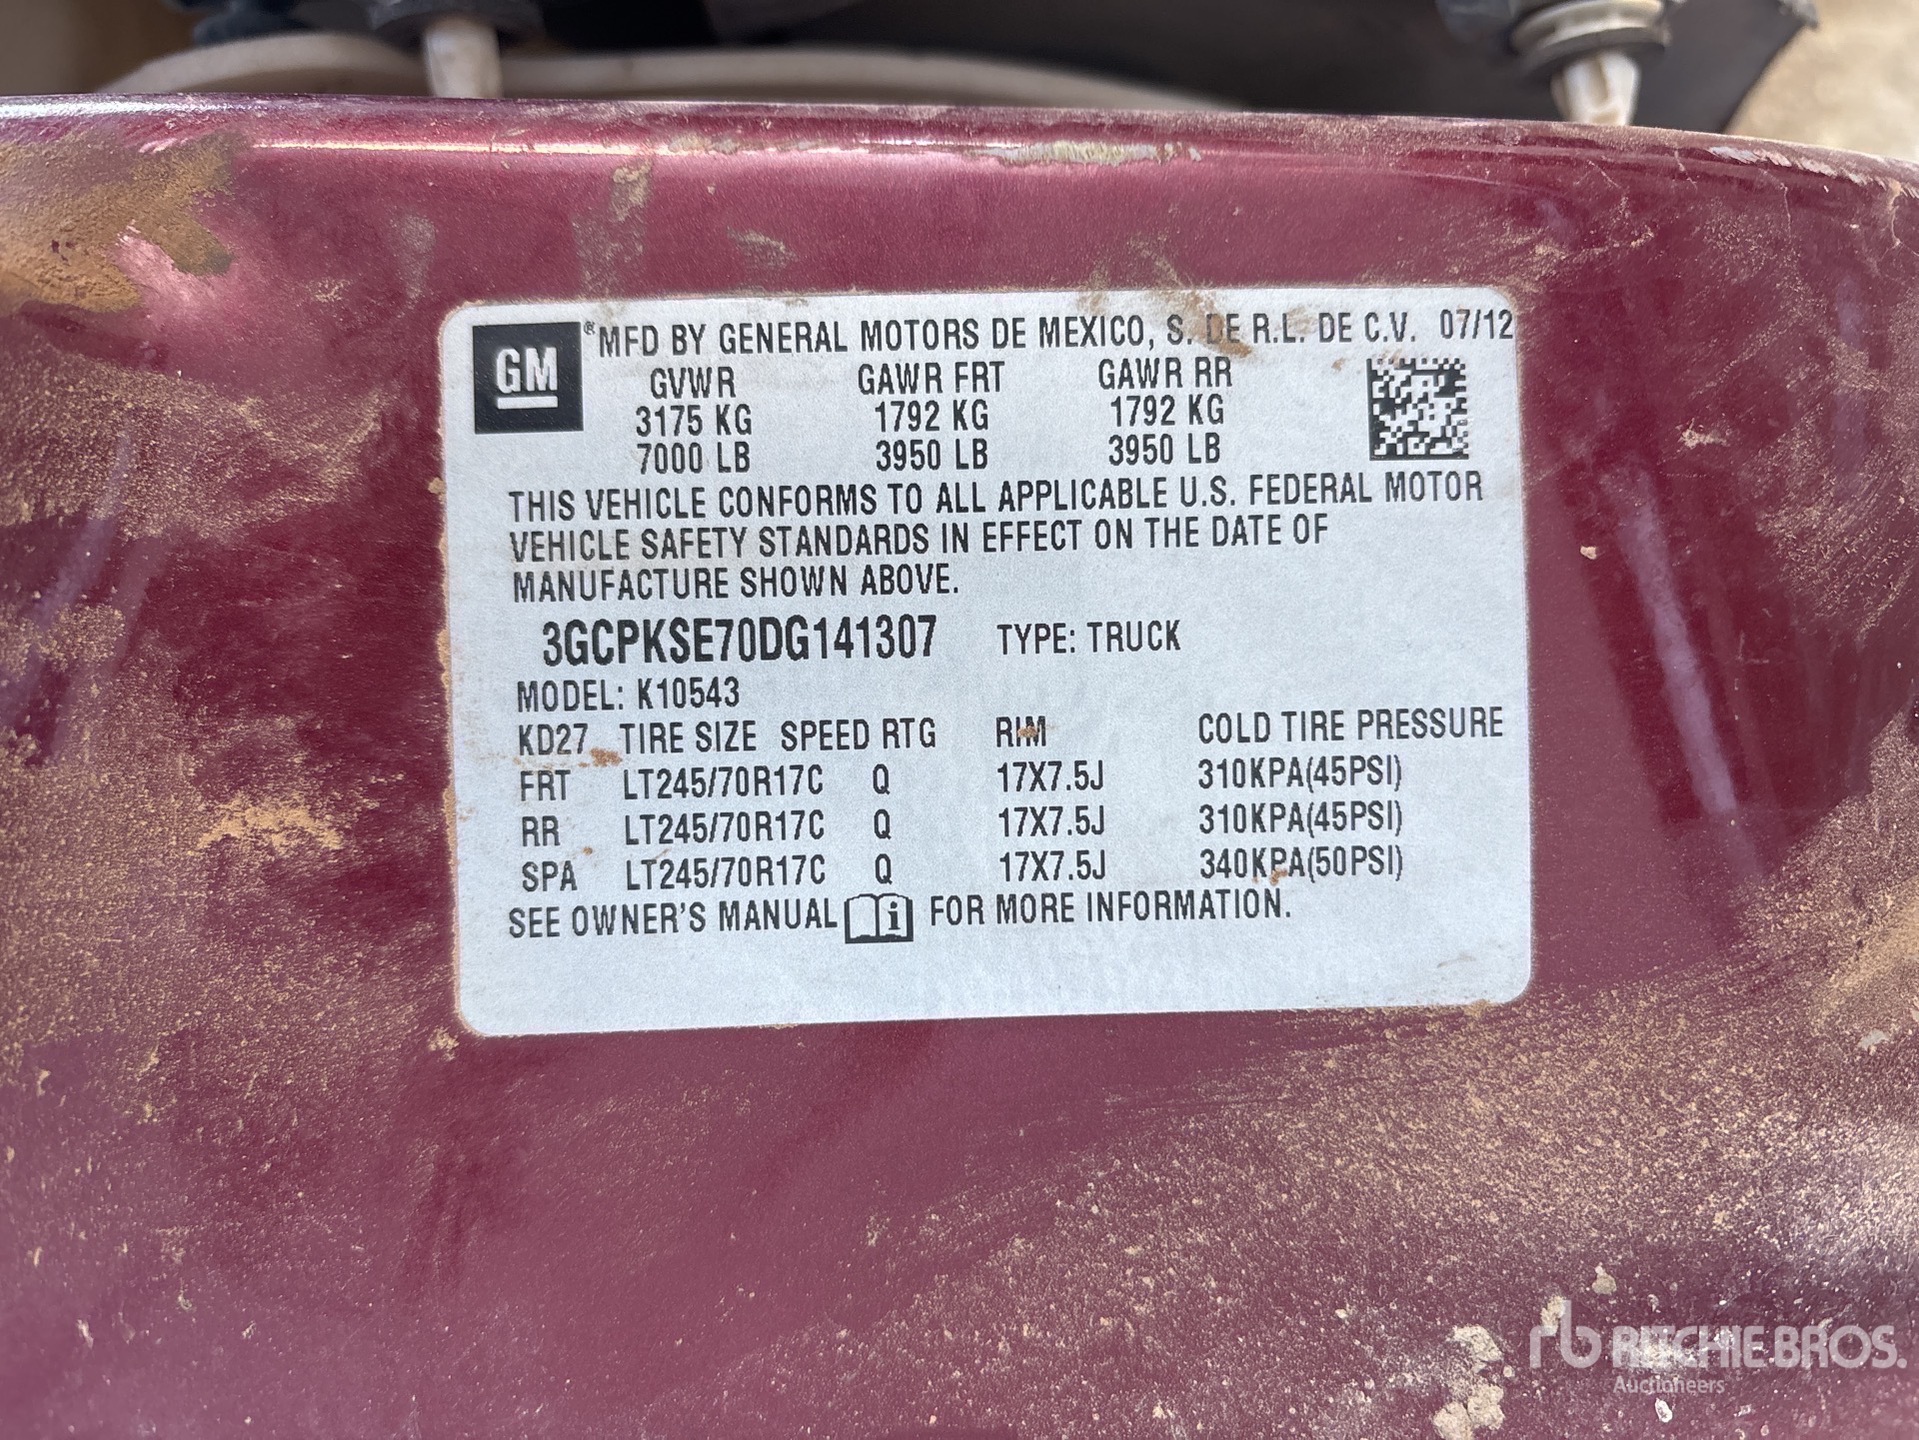 GM
® MFD BY GENERAL MOTORS DE MEXICO, S. DE R.L. DE C.V. 07/12
GVWR GAWR FRT GAWR RR
3175 KG 1792 KG 1792 KG
7000 LB 3950 LB 3950 LB
THIS VEHICLE CONFORMS TO ALL APPLICABLE U.S. FEDERAL MOTOR
VEHICLE SAFETY STANDARDS IN EFFECT ON THE DATE OF
MANUFACTURE SHOWN ABOVE.
3GCPKSE70DG141307 TYPE: TRUCK
MODEL: K10543
KD27 TIRE SIZE SPEED RTG RIM COLD TIRE PRESSURE
FRT LT245/70R17C Q 17X7.5J 310KPA(45PSI)
RR LT245/70R17C Q 17X7.5J 310KPA(45PSI)
SPA LT245/70R17C Q 17X7.5J 340KPA(50PSI)
SEE OWNER'S MANUAL i FOR MORE INFORMATION.
rb RITCHIE BROS.
Auctioneers